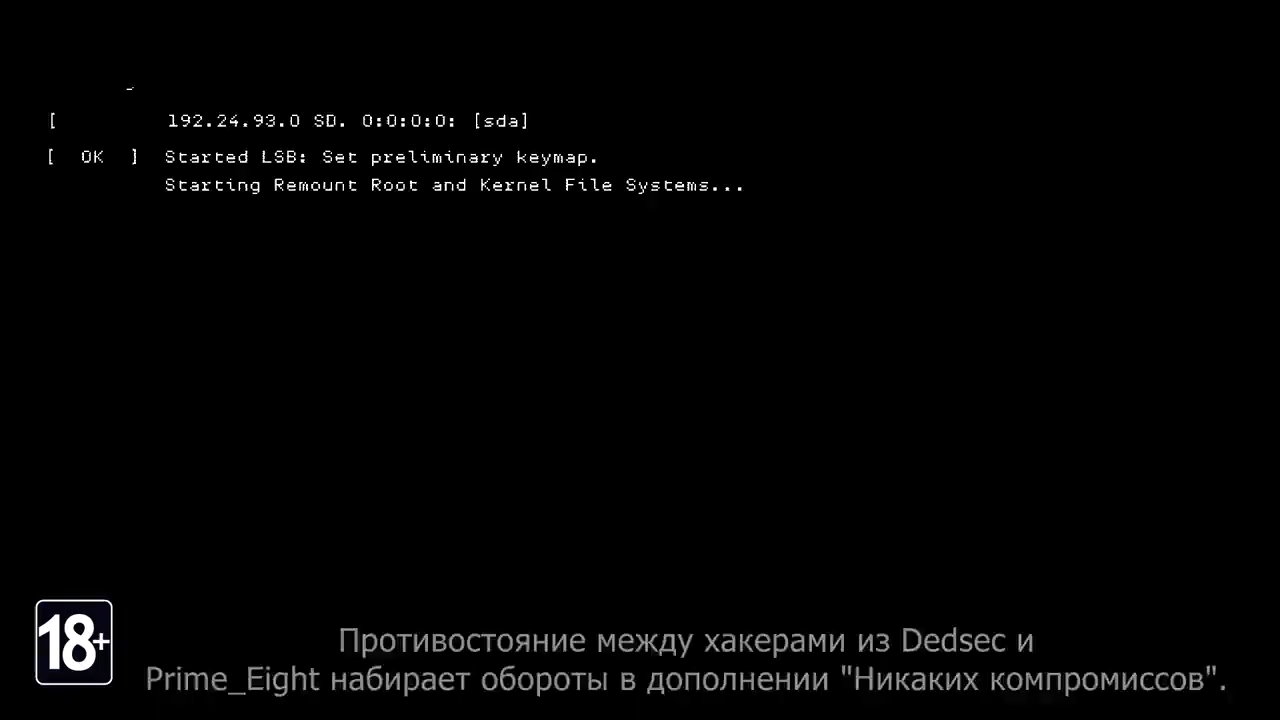 [ 192.24.93.0 SD. 0:0:0:0: [sda]
[ OK ] Started LSB: Set preliminary keymap.
Starting Remount Root and Kernel File Systems...
18+
Противостояние между хакерами из Dedsec и
Prime_Eight набирает обороты в дополнении "Никаких компромиссов".